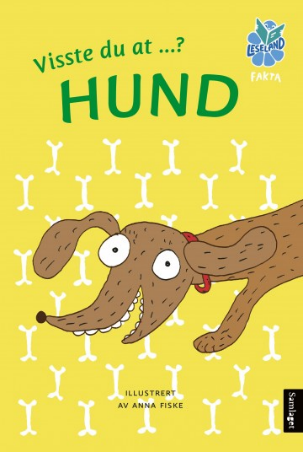 Visste du at ...?
HUND
LESELAND
FAKTA
ILLUSTRERT
AV ANNA FISKE
Samlaget